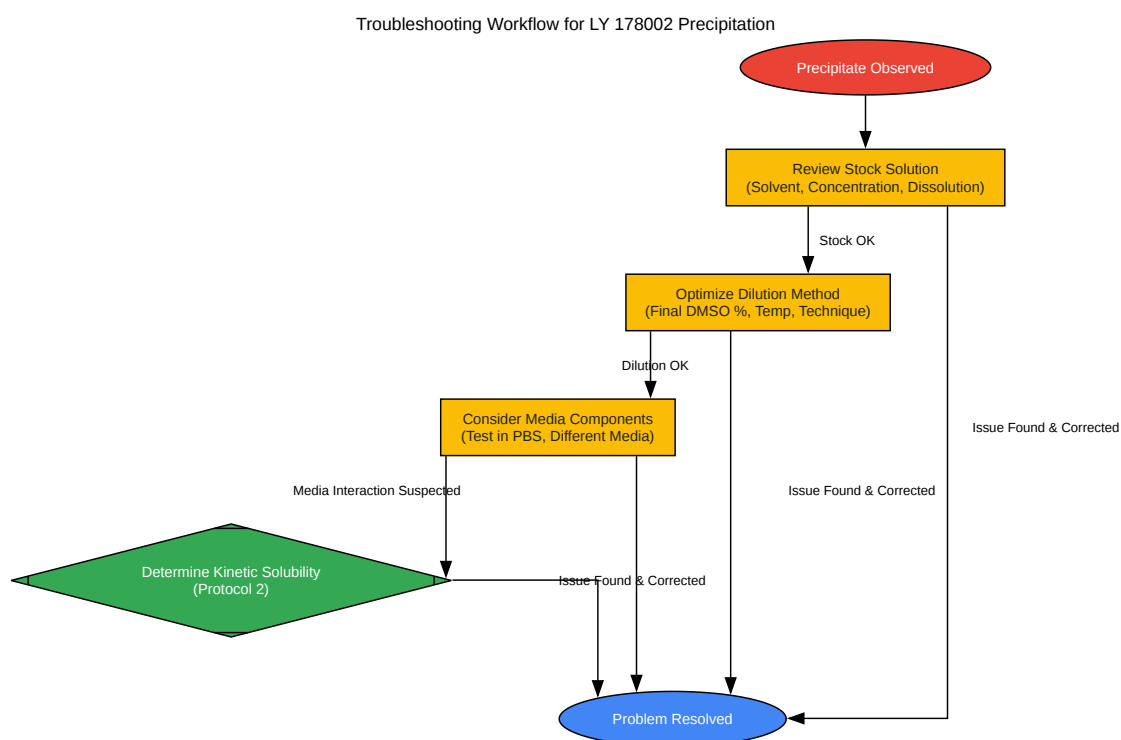 Troubleshooting Workflow for LY 178002 Precipitation
Precipitate Observed
Review Stock Solution
(Solvent, Concentration, Dissolution)
Stock OK
Optimize Dilution Method
(Final DMSO %, Temp, Technique)
Dilution OK
Consider Media Components
(Test in PBS, Different Media)
Issue Found & Corrected
Media Interaction Suspected
Issue Found & Corrected
Determine Kinetic Solubility
(Protocol 2)
Issue Found & Corrected
Problem Resolved